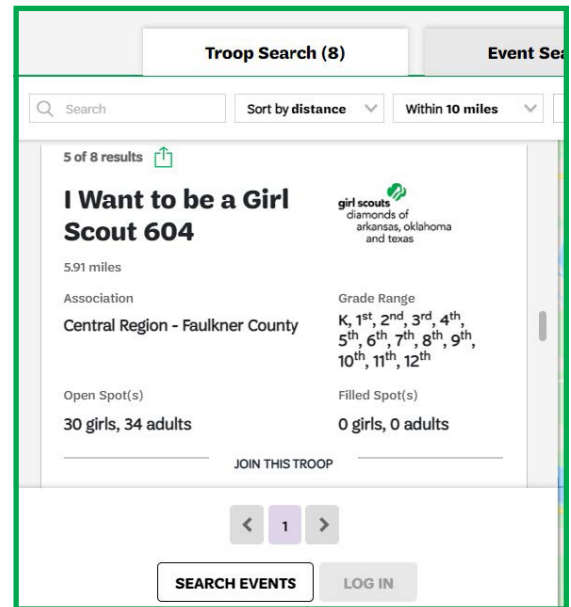 Troop Search (8)
Event Sea
Search
Sort by distance
Within 10 miles
5 of 8 results
I Want to be a Girl
Scout 604
girl scouts
diamonds of
arkansas, oklahoma
and texas
5.91 miles
Association
Central Region - Faulkner County
Grade Range
K, 1st, 2nd, 3rd, 4th,
5th, 6th, 7th, 8th, 9th,
10th, 11th, 12th
Open Spot(s)
30 girls, 34 adults
Filled Spot(s)
0 girls, 0 adults
JOIN THIS TROOP
< 1 >
SEARCH EVENTS
LOG IN